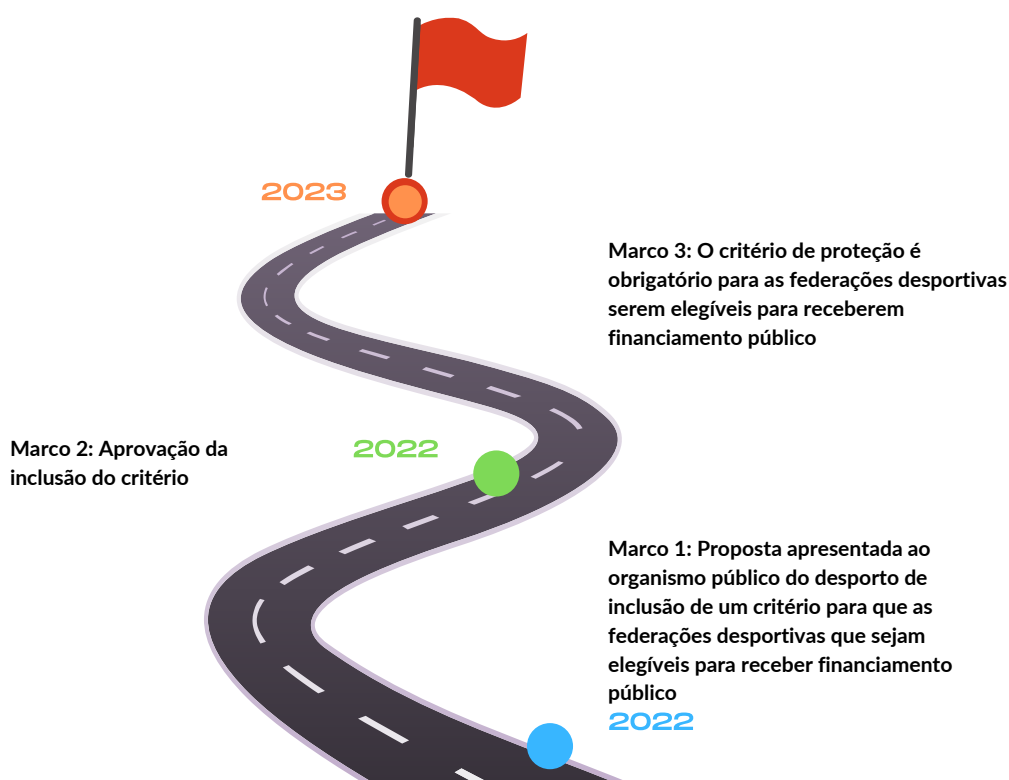 2023
Marco 3: O critério de proteção é
obrigatório para as federações desportivas
serem elegíveis para receberem
financiamento público
Marco 2: Aprovação da
inclusão do critério
2022
Marco 1: Proposta apresentada ao
organismo público do desporto de
inclusão de um critério para que as
federações desportivas que sejam
elegíveis para receber financiamento
público
2022